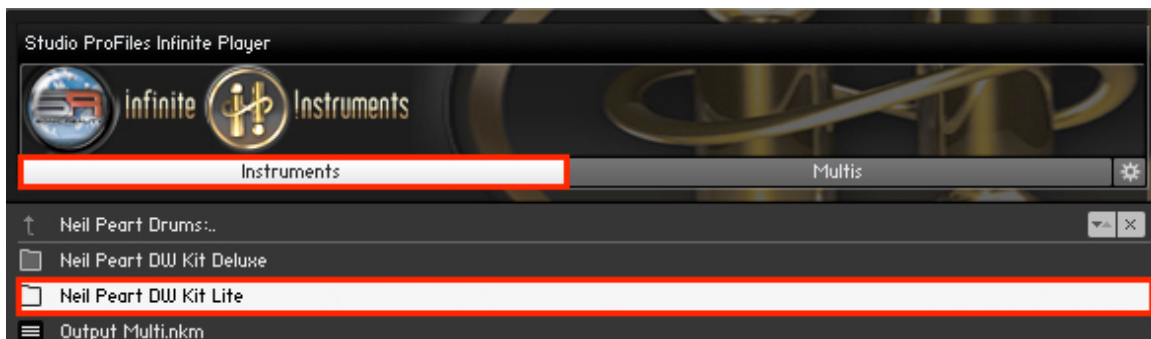 Studio ProFiles Infinite Player
infinite Instruments
Instruments Multis
Neil Peart Drums:..
Neil Peart DW Kit Deluxe
Neil Peart DW Kit Lite
Output Multi.nkm